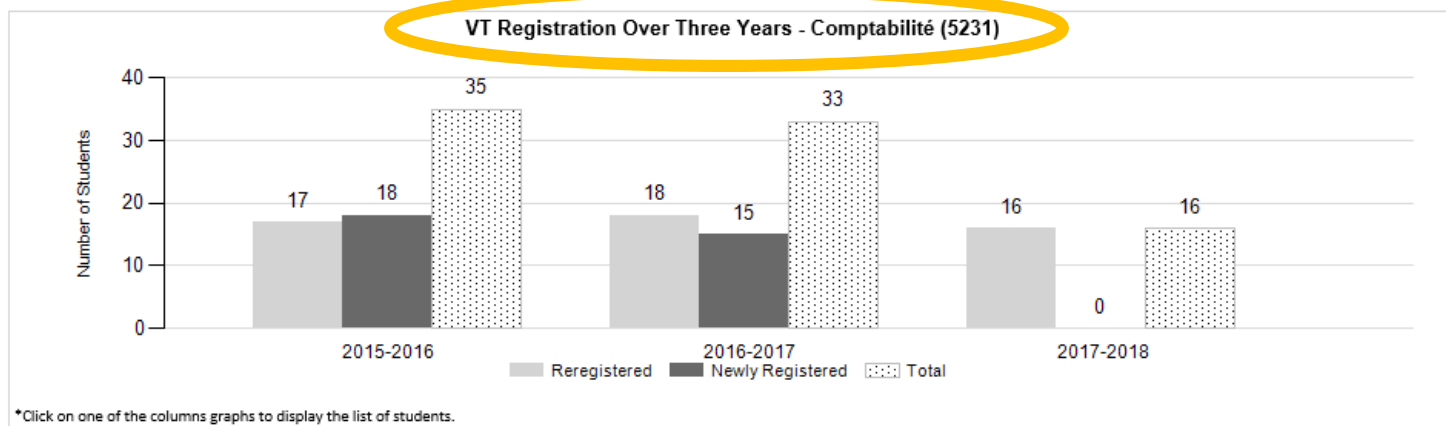 VT Registration Over Three Years - Comptabilité (5231)
Number of Students
40
30
20
10
0
17
18
35
18
15
33
16
0
16
2015-2016
2016-2017
2017-2018
Reregistered
Newly Registered
Total
*Click on one of the columns graphs to display the list of students.